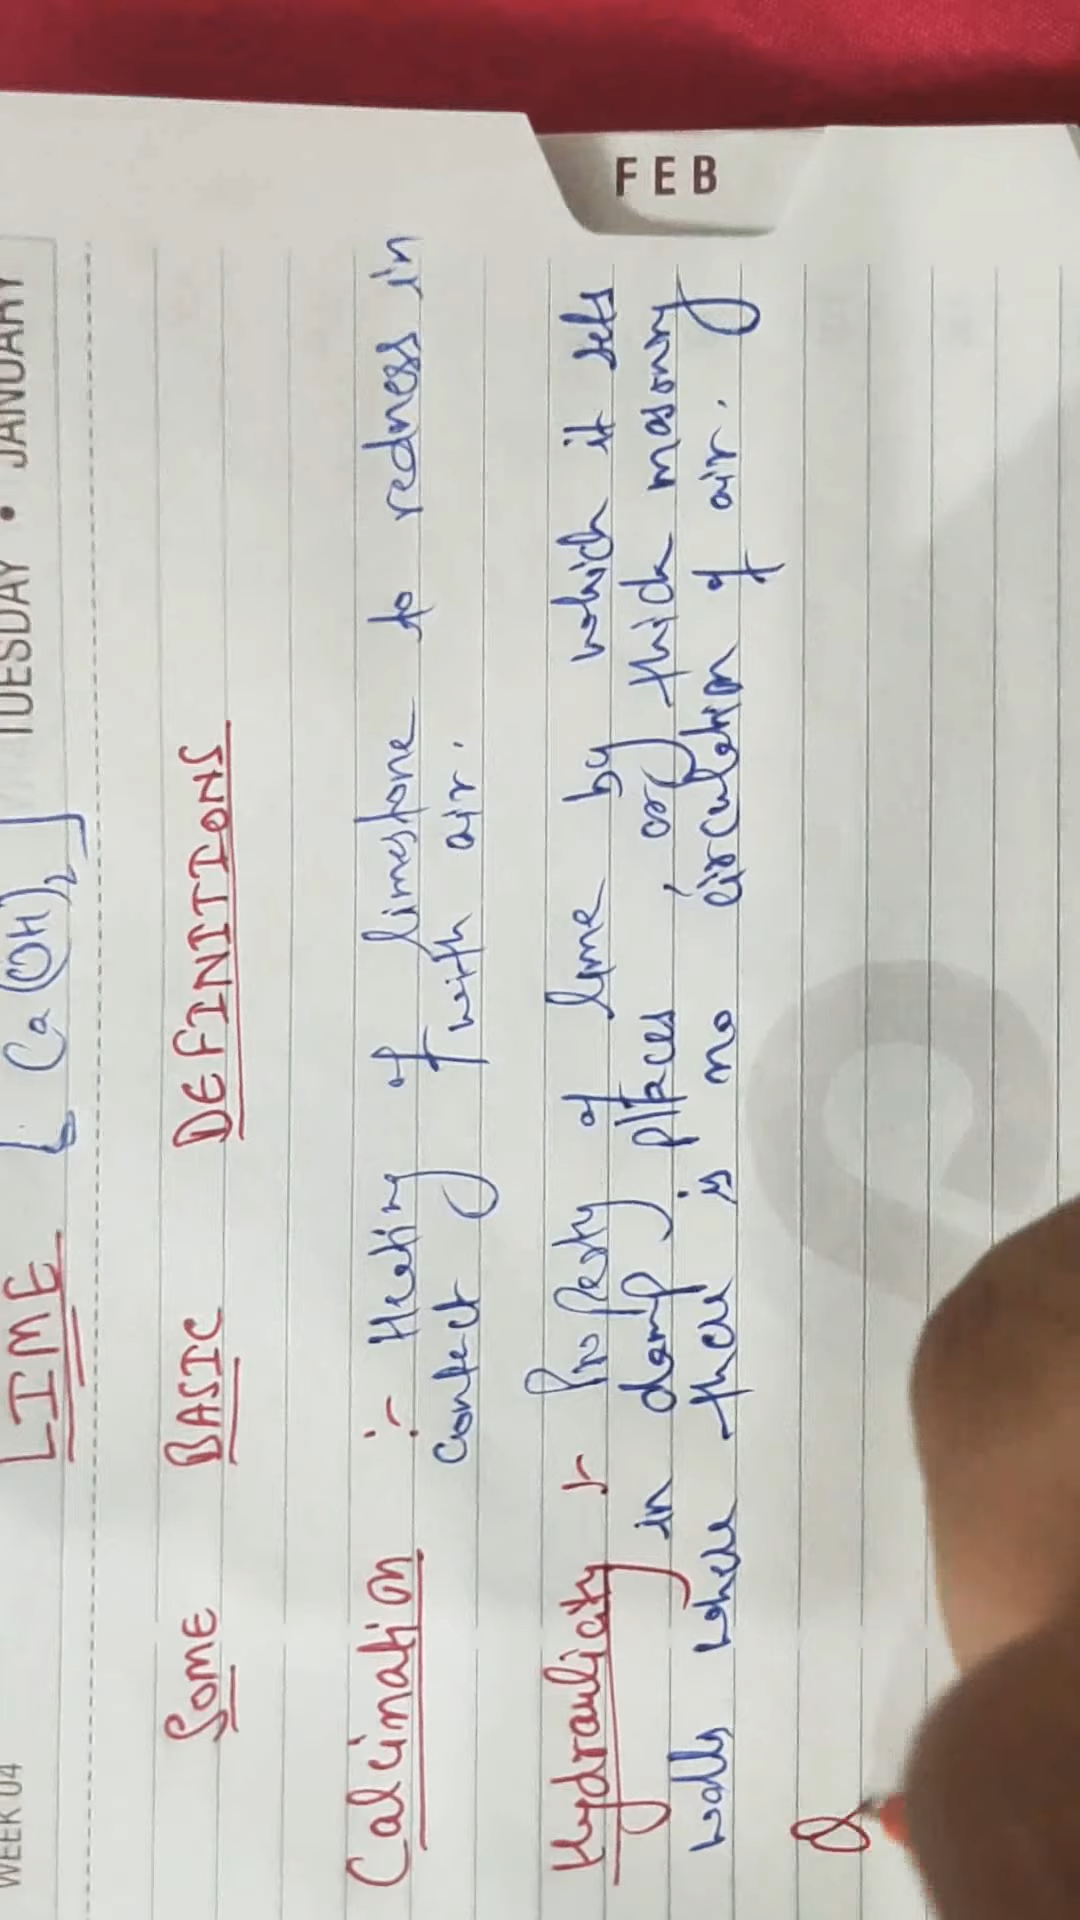 WEEK 04 TUESDAY • JANUARY
FEB
LIME [ Ca(OH)2 ]
SOME BASIC DEFINITIONS
Calcination :- Heating of limestone to redness in
contact with air.
Hydraulicity :- Property of lime by which it sets
in damp places, or thick masonry
walls where there is no circulation of air.